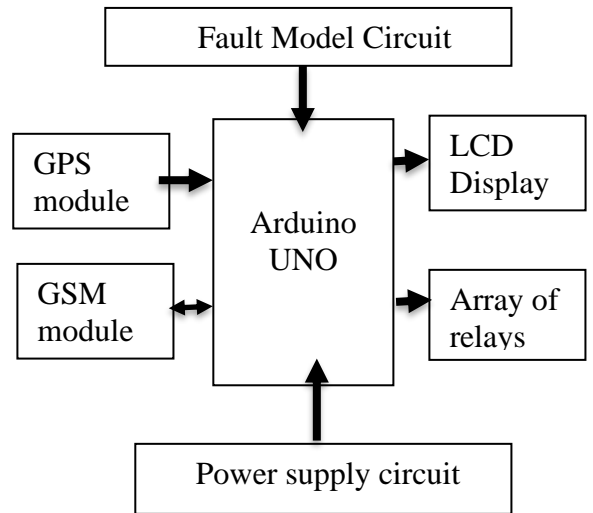 Fault Model Circuit
GPS
module
LCD
Display
Arduino
UNO
GSM
module
Array of
relays
Power supply circuit